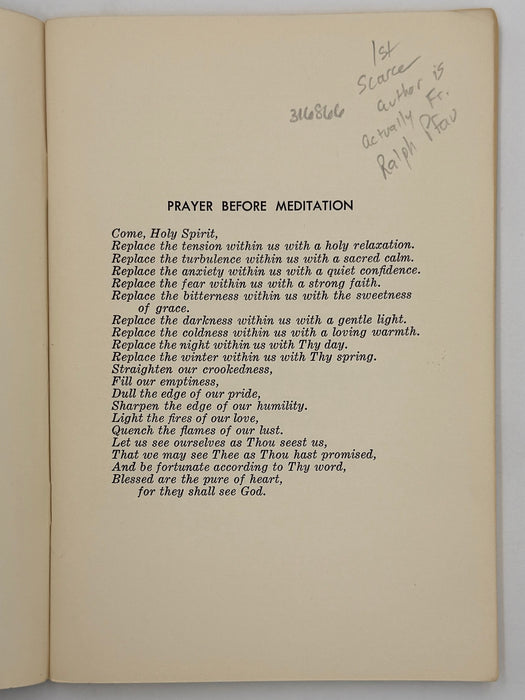 1st
Scarce
author is
actually Fr.
Ralph Pfau
316866
PRAYER BEFORE MEDITATION
Come, Holy Spirit,
Replace the tension within us with a holy relaxation.
Replace the turbulence within us with a sacred calm.
Replace the anxiety within us with a quiet confidence.
Replace the fear within us with a strong faith.
Replace the bitterness within us with the sweetness
of grace.
Replace the darkness within us with a gentle light.
Replace the coldness within us with a loving warmth.
Replace the night within us with Thy day.
Replace the winter within us with Thy spring.
Straighten our crookedness,
Fill our emptiness,
Dull the edge of our pride,
Sharpen the edge of our humility.
Light the fires of our love,
Quench the flames of our lust.
Let us see ourselves as Thou seest us,
That we may see Thee as Thou hast promised,
And be fortunate according to Thy word,
Blessed are the pure of heart,
for they shall see God.